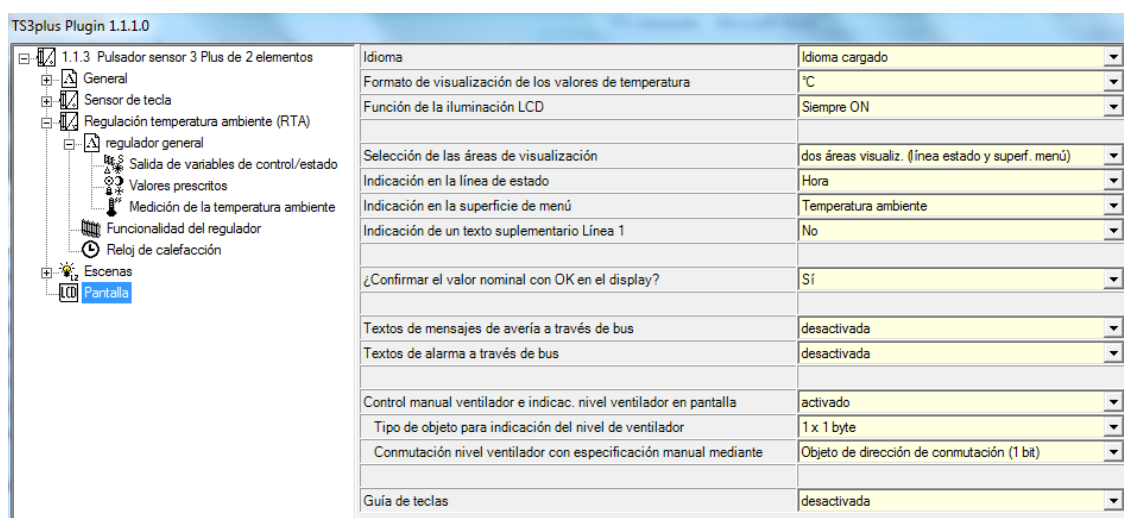 TS3plus Plugin 1.1.1.0
1.1.3 Pulsador sensor 3 Plus de 2 elementos
General
Sensor de tecla
Regulación temperatura ambiente (RTA)
regulador general
Salida de variables de control/estado
Valores prescritos
Medición de la temperatura ambiente
Funcionalidad del regulador
Reloj de calefacción
Escenas
LCD Pantalla
Idioma Idioma cargado
Formato de visualización de los valores de temperatura °C
Función de la iluminación LCD Siempre ON
Selección de las áreas de visualización dos áreas visualiz. (línea estado y superf. menú)
Indicación en la línea de estado Hora
Indicación en la superficie de menú Temperatura ambiente
Indicación de un texto suplementario Línea 1 No
¿Confirmar el valor nominal con OK en el display? Sí
Textos de mensajes de avería a través de bus desactivada
Textos de alarma a través de bus desactivada
Control manual ventilador e indicac. nivel ventilador en pantalla activado
Tipo de objeto para indicación del nivel de ventilador 1 x 1 byte
Conmutación nivel ventilador con especificación manual mediante Objeto de dirección de conmutación (1 bit)
Guía de teclas desactivada